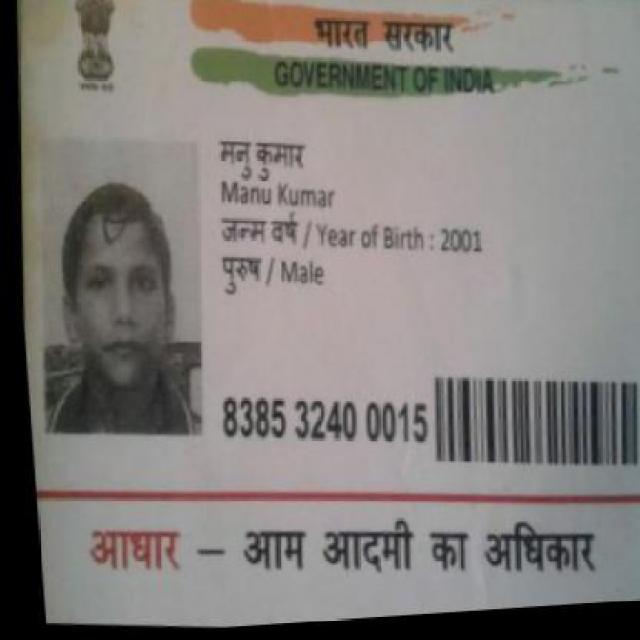 भारत सरकार
GOVERNMENT OF INDIA
मनु कुमार
Manu Kumar
जन्म वर्ष / Year of Birth : 2001
पुरुष / Male
8385 3240 0015
आधार – आम आदमी का अधिकार